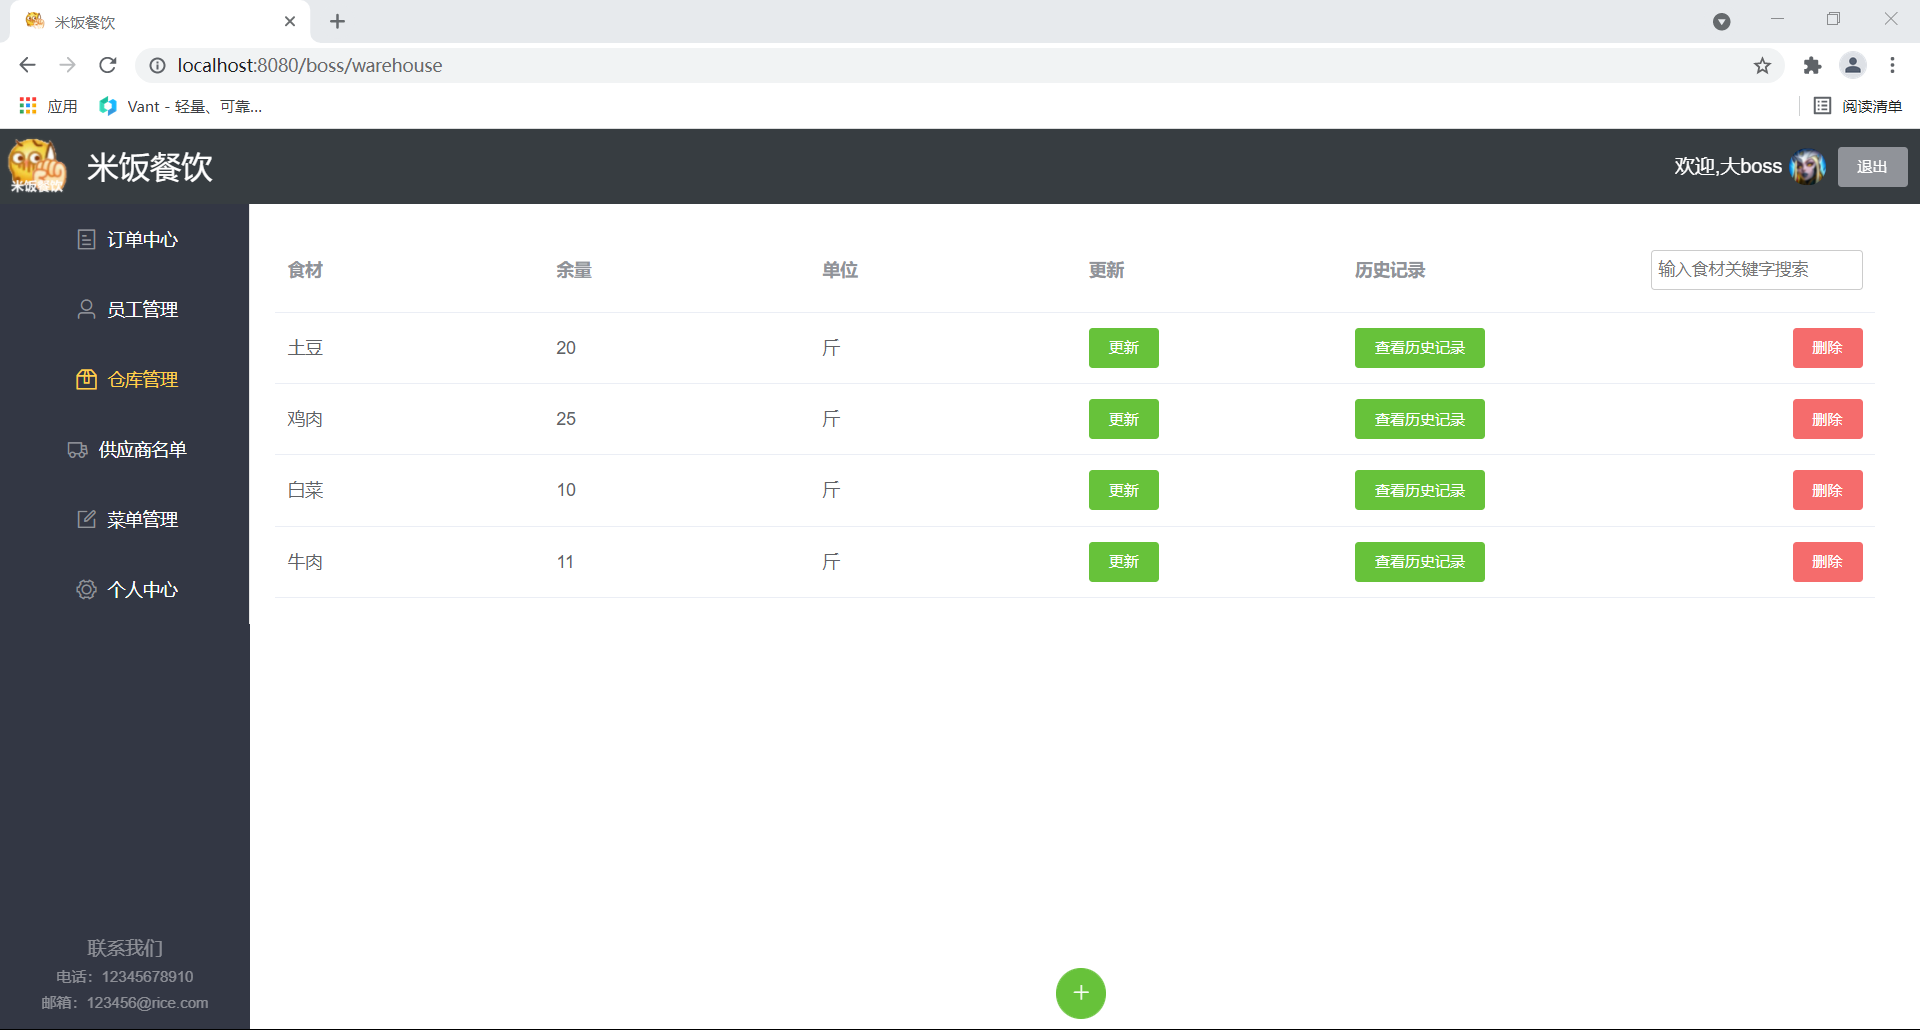 米饭餐饮
localhost:8080/boss/warehouse
应用
Vant - 轻量、可靠...
阅读清单
米饭餐饮
米饭餐饮
欢迎,大boss
退出
订单中心
员工管理
仓库管理
供应商名单
菜单管理
个人中心
联系我们
电话：12345678910
邮箱：123456@rice.com
食材 余量 单位 更新 历史记录 输入食材关键字搜索
土豆 20 斤 更新 查看历史记录 删除
鸡肉 25 斤 更新 查看历史记录 删除
白菜 10 斤 更新 查看历史记录 删除
牛肉 11 斤 更新 查看历史记录 删除